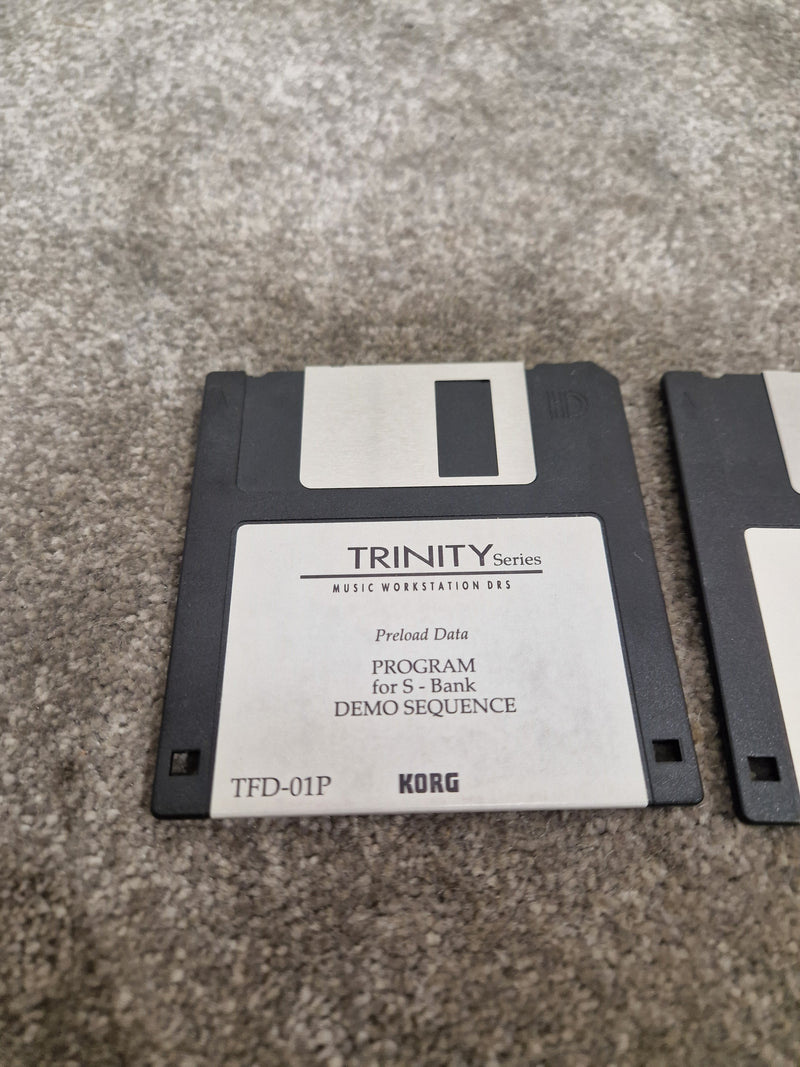 HD
TRINITY Series
MUSIC WORKSTATION DRS
Preload Data
PROGRAM
for S - Bank
DEMO SEQUENCE
TFD-01P KORG